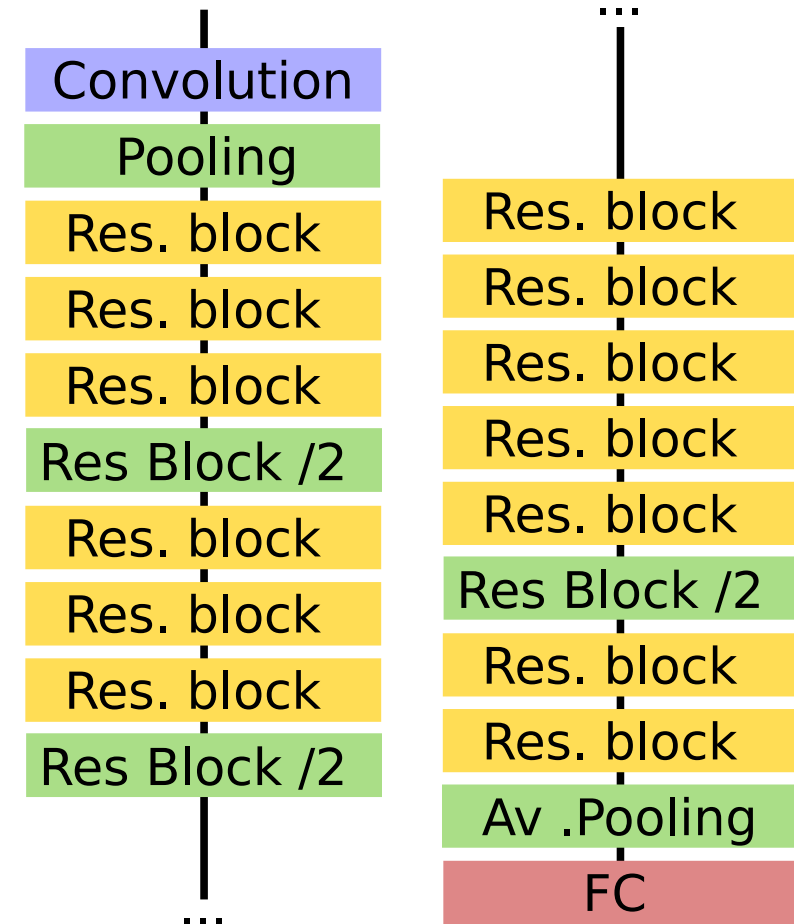 Convolution
Pooling
Res. block
Res. block
Res. block
Res Block /2
Res. block
Res. block
Res. block
Res Block /2
...
...
Res. block
Res. block
Res. block
Res. block
Res. block
Res Block /2
Res. block
Res. block
Av .Pooling
FC